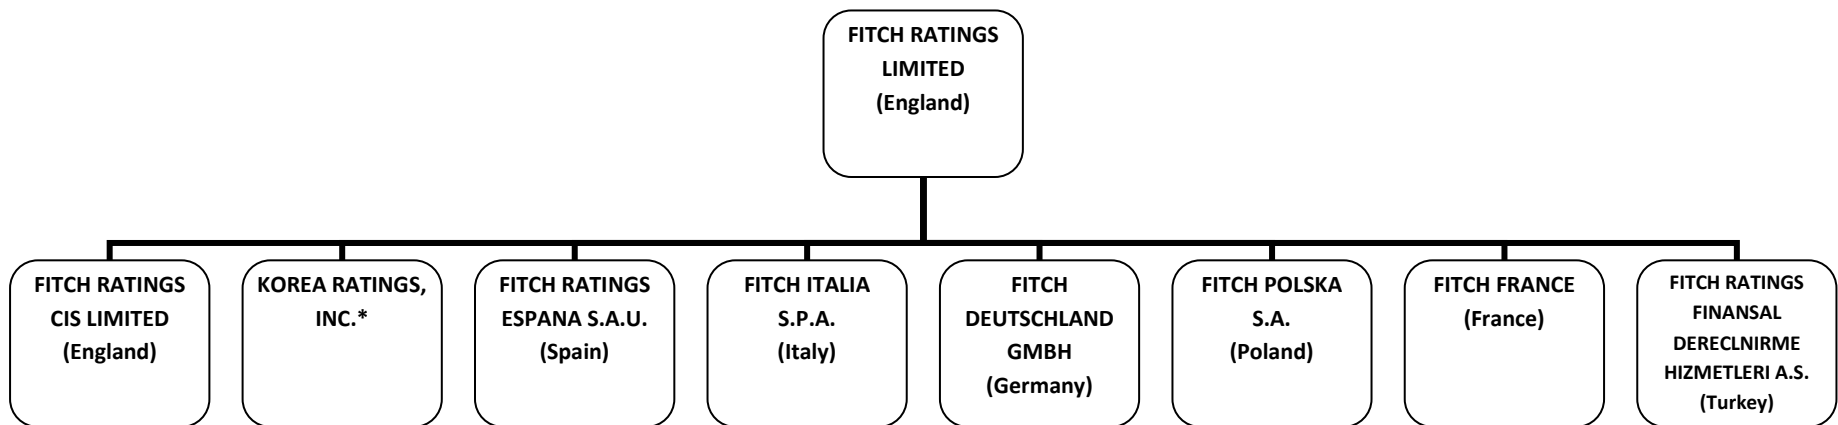 FITCH RATINGS
LIMITED
(England)
FITCH RATINGS
CIS LIMITED
(England)
KOREA RATINGS,
INC.*
FITCH RATINGS
ESPANA S.A.U.
(Spain)
FITCH ITALIA
S.P.A.
(Italy)
FITCH
DEUTSCHLAND
GMBH
(Germany)
FITCH POLSKA
S.A.
(Poland)
FITCH FRANCE
(France)
FITCH RATINGS
FINANSAL
DERECLNIRME
HIZMETLERI A.S.
(Turkey)